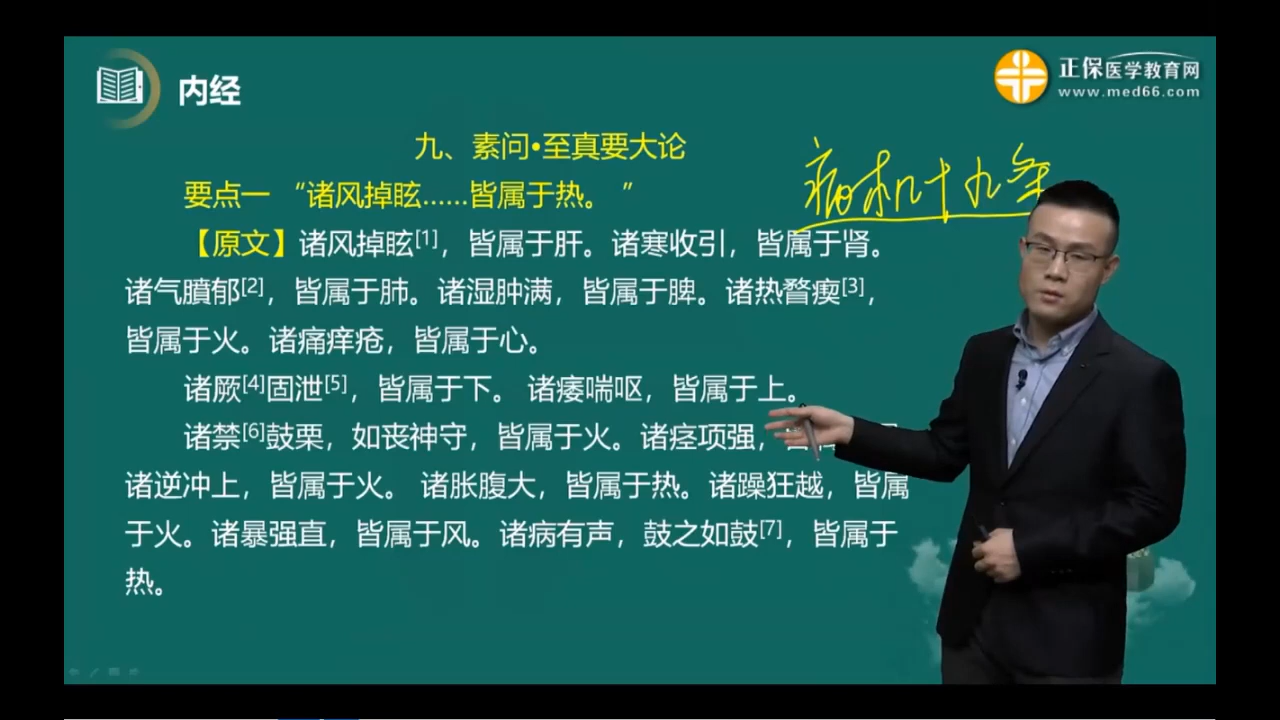 内经
正保医学教育网
www.med66.com
九、素问•至真要大论
病机十九条
要点一 “诸风掉眩……皆属于热。”
【原文】诸风掉眩[1]，皆属于肝。诸寒收引，皆属于肾。
诸气膹郁[2]，皆属于肺。诸湿肿满，皆属于脾。诸热瞀瘈[3]，
皆属于火。诸痛痒疮，皆属于心。
诸厥[4]固泄[5]，皆属于下。 诸痿喘呕，皆属于上。
诸禁[6]鼓栗，如丧神守，皆属于火。诸痉项强，
诸逆冲上，皆属于火。 诸胀腹大，皆属于热。诸躁狂越，皆属
于火。诸暴强直，皆属于风。诸病有声，鼓之如鼓[7]，皆属于
热。